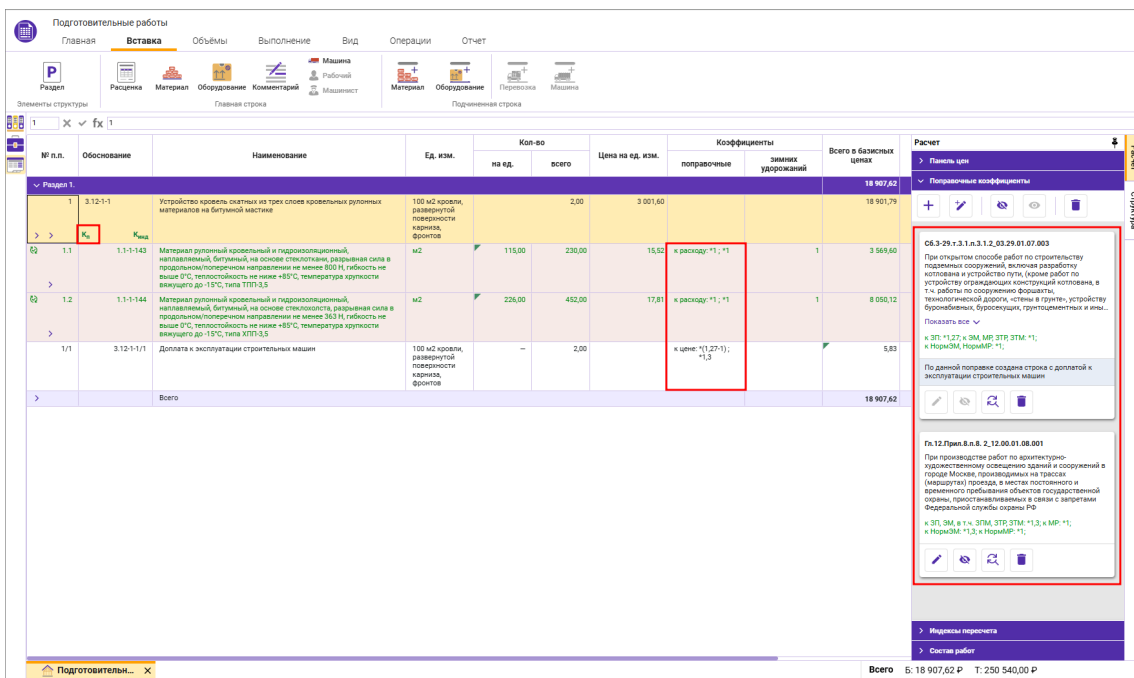 Подготовительные работы
Главная Вставка Объёмы Выполнение Вид Операции Отчет
Раздел Расценка Материал Оборудование Комментарий Машина Рабочий Машинист Материал Оборудование Перевозка Машина
Элементы структуры Главная строка Подчиненная строка
1 fx 1
№ п.п. Обоснование Наименование Ед. изм. Кол-во Цена на ед. изм. Коэффициенты Всего в базисных ценах
на ед. всего поправочные зимних удорожаний
Раздел 1. 18 907,62
1 3.12-1-1 Устройство кровель скатных из трех слоев кровельных рулонных 100 м2 кровли, 2,00 3 001,60 18 901,79
материалов на битумной мастике развернутой
поверхности
карниза,
Кп Кинд фронтов
1.1 1.1-1-143 Материал рулонный кровельный и гидроизоляционный, м2 115,00 230,00 15,52 к расходу: *1 ; *1 1 3 569,60
наплавляемый, битумный, на основе стеклоткани, разрывная сила в
продольном/поперечном направлении не менее 800 Н, гибкость не
выше 0°С, теплостойкость не ниже +85°С, температура хрупкости
вяжущего до -15°С, типа ТПП-3,5
1.2 1.1-1-144 Материал рулонный кровельный и гидроизоляционный, м2 226,00 452,00 17,81 к расходу: *1 ; *1 1 8 050,12
наплавляемый, битумный, на основе стеклохолста, разрывная сила в
продольном/поперечном направлении не менее 363 Н, гибкость не
выше 0°С, теплостойкость не ниже +85°С, температура хрупкости
вяжущего до -15°С, типа ХПП-3,5
1/1 3.12-1-1/1 Доплата к эксплуатации строительных машин 100 м2 кровли, – 2,00 к цене: *(1,27-1) ; 5,83
развернутой *1,3
поверхности
карниза,
фронтов
Всего 18 907,62
Расчет
Панель цен
Поправочные коэффициенты
Сб.3-29.т.3.1.п.3.1.2_03.29.01.07.003
При открытом способе работ по строительству
подземных сооружений, включая разработку
котлована и устройство пути, (кроме работ по
устройству ограждающих конструкций котлована, в
т.ч. работы по сооружению форшахты,
технологической дороги, «стены в грунте», устройству
буронабивных, буросекущих, грунтоцементных и ины...
Показать все
к ЗП: *1,27; к ЭМ, МР, ЗТР, ЗТМ: *1;
к НормЭМ, НормМР: *1;
По данной поправке создана строка с доплатой к
эксплуатации строительных машин
Гл.12.Прил.8.п.8. 2_12.00.01.08.001
При производстве работ по архитектурно-
художественному освещению зданий и сооружений в
городе Москве, производимых на трассах
(маршрутах) проезда, в местах постоянного и
временного пребывания объектов государственной
охраны, приостанавливаемых в связи с запретами
Федеральной службы охраны РФ
к ЗП, ЭМ, в т.ч. ЗПМ, ЗТР, ЗТМ: *1,3; к МР: *1;
к НормЭМ: *1,3; к НормМР: *1;
Индексы пересчета
Состав работ
Расчет
Структура
Подготовительн... Всего Б: 18 907,62 ₽ Т: 250 540,00 ₽